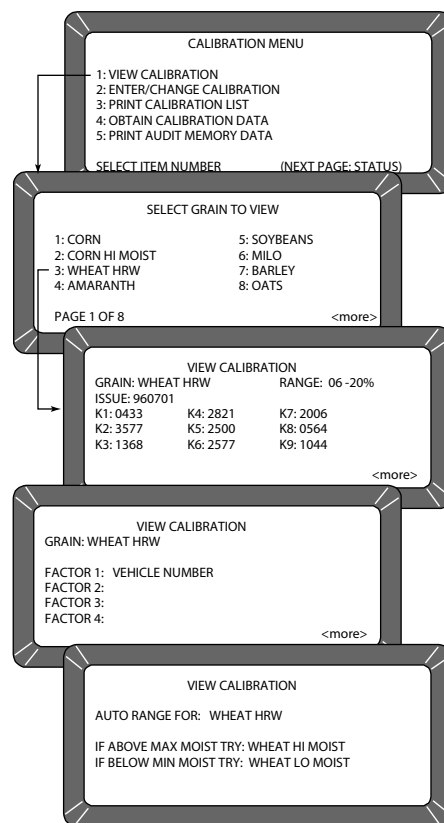 CALIBRATION MENU
1: VIEW CALIBRATION
2: ENTER/CHANGE CALIBRATION
3: PRINT CALIBRATION LIST
4: OBTAIN CALIBRATION DATA
5: PRINT AUDIT MEMORY DATA
SELECT ITEM NUMBER (NEXT PAGE: STATUS)
SELECT GRAIN TO VIEW
1: CORN 5: SOYBEANS
2: CORN HI MOIST 6: MILO
3: WHEAT HRW 7: BARLEY
4: AMARANTH 8: OATS
PAGE 1 OF 8 <more>
VIEW CALIBRATION
GRAIN: WHEAT HRW RANGE: 06 -20%
ISSUE: 960701
K1: 0433 K4: 2821 K7: 2006
K2: 3577 K5: 2500 K8: 0564
K3: 1368 K6: 2577 K9: 1044
<more>
VIEW CALIBRATION
GRAIN: WHEAT HRW
FACTOR 1: VEHICLE NUMBER
FACTOR 2:
FACTOR 3:
FACTOR 4:
<more>
VIEW CALIBRATION
AUTO RANGE FOR: WHEAT HRW
IF ABOVE MAX MOIST TRY: WHEAT HI MOIST
IF BELOW MIN MOIST TRY: WHEAT LO MOIST